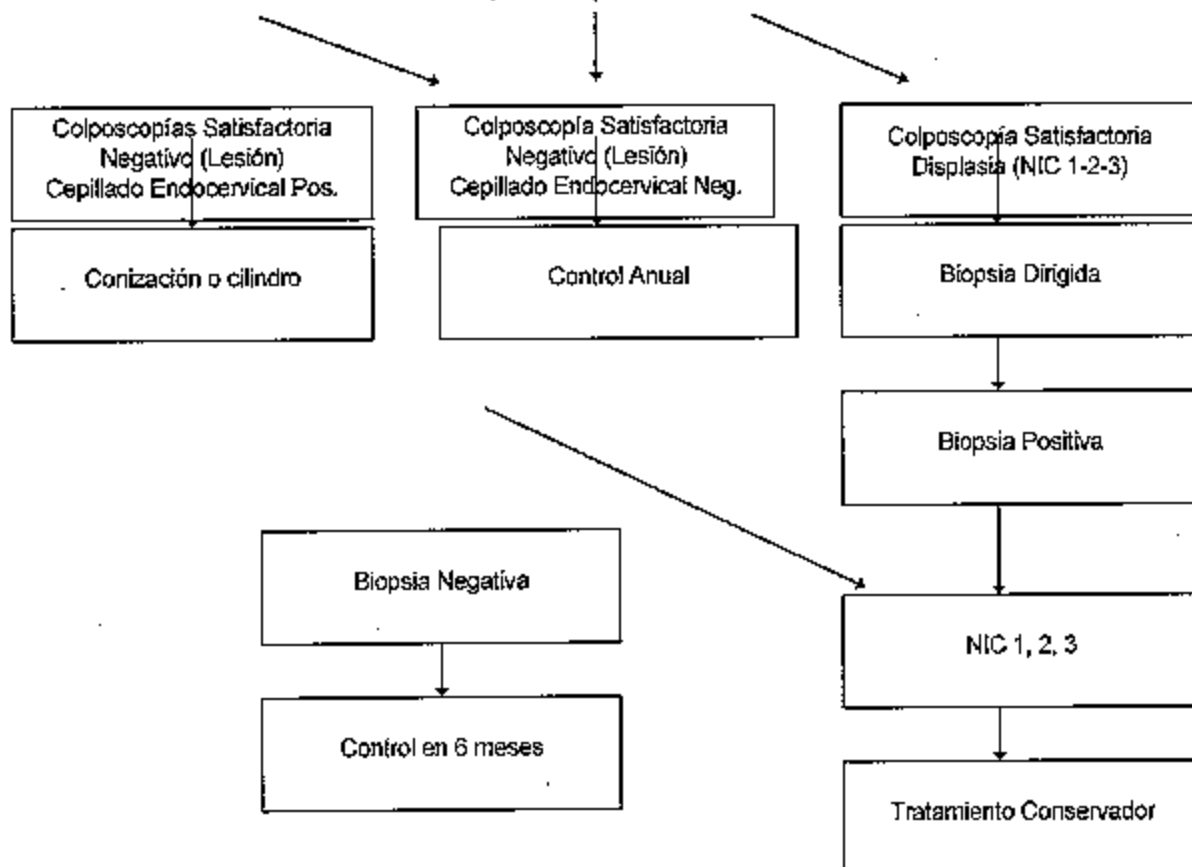 Colposcopías Satisfactoria
Negativo (Lesión)
Cepillado Endocervical Pos.
Colposcopía Satisfactoria
Negativo (Lesión)
Cepillado Endocervical Neg.
Colposcopía Satisfactoria
Displasia (NIC 1-2-3)
Conización o cilindro
Control Anual
Biopsia Dirigida
Biopsia Positiva
Biopsia Negativa
NIC 1, 2, 3
Control en 6 meses
Tratamiento Conservador